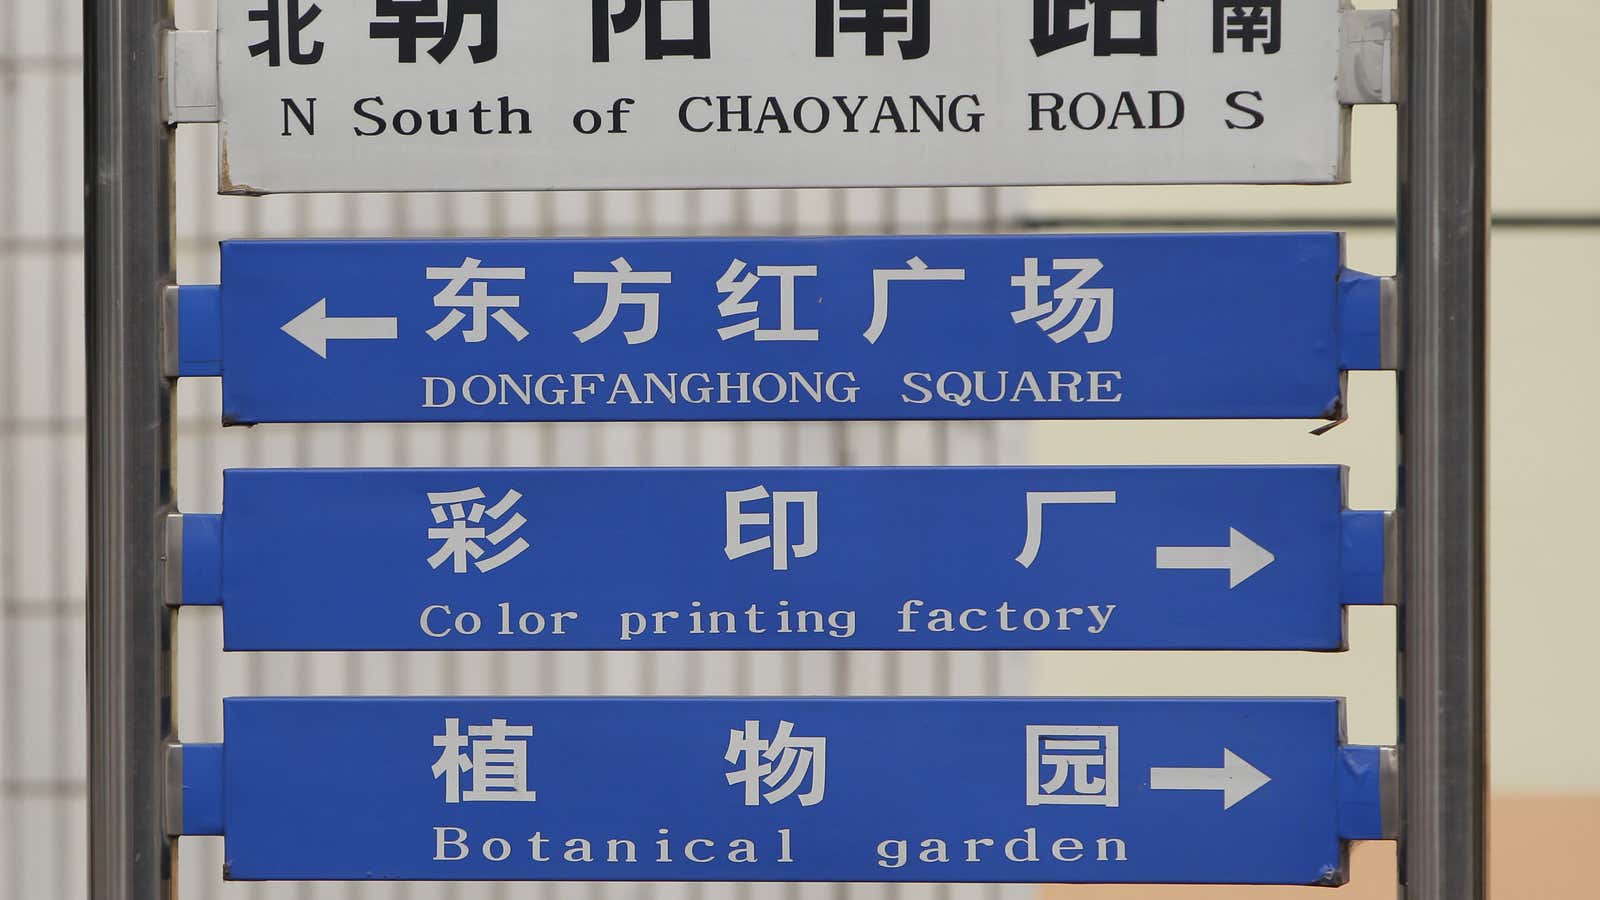 北 朝阳南路 南
N South of CHAOYANG ROAD S
东方红广场
DONGFANGHONG SQUARE
彩印厂
Color printing factory
植物园
Botanical garden